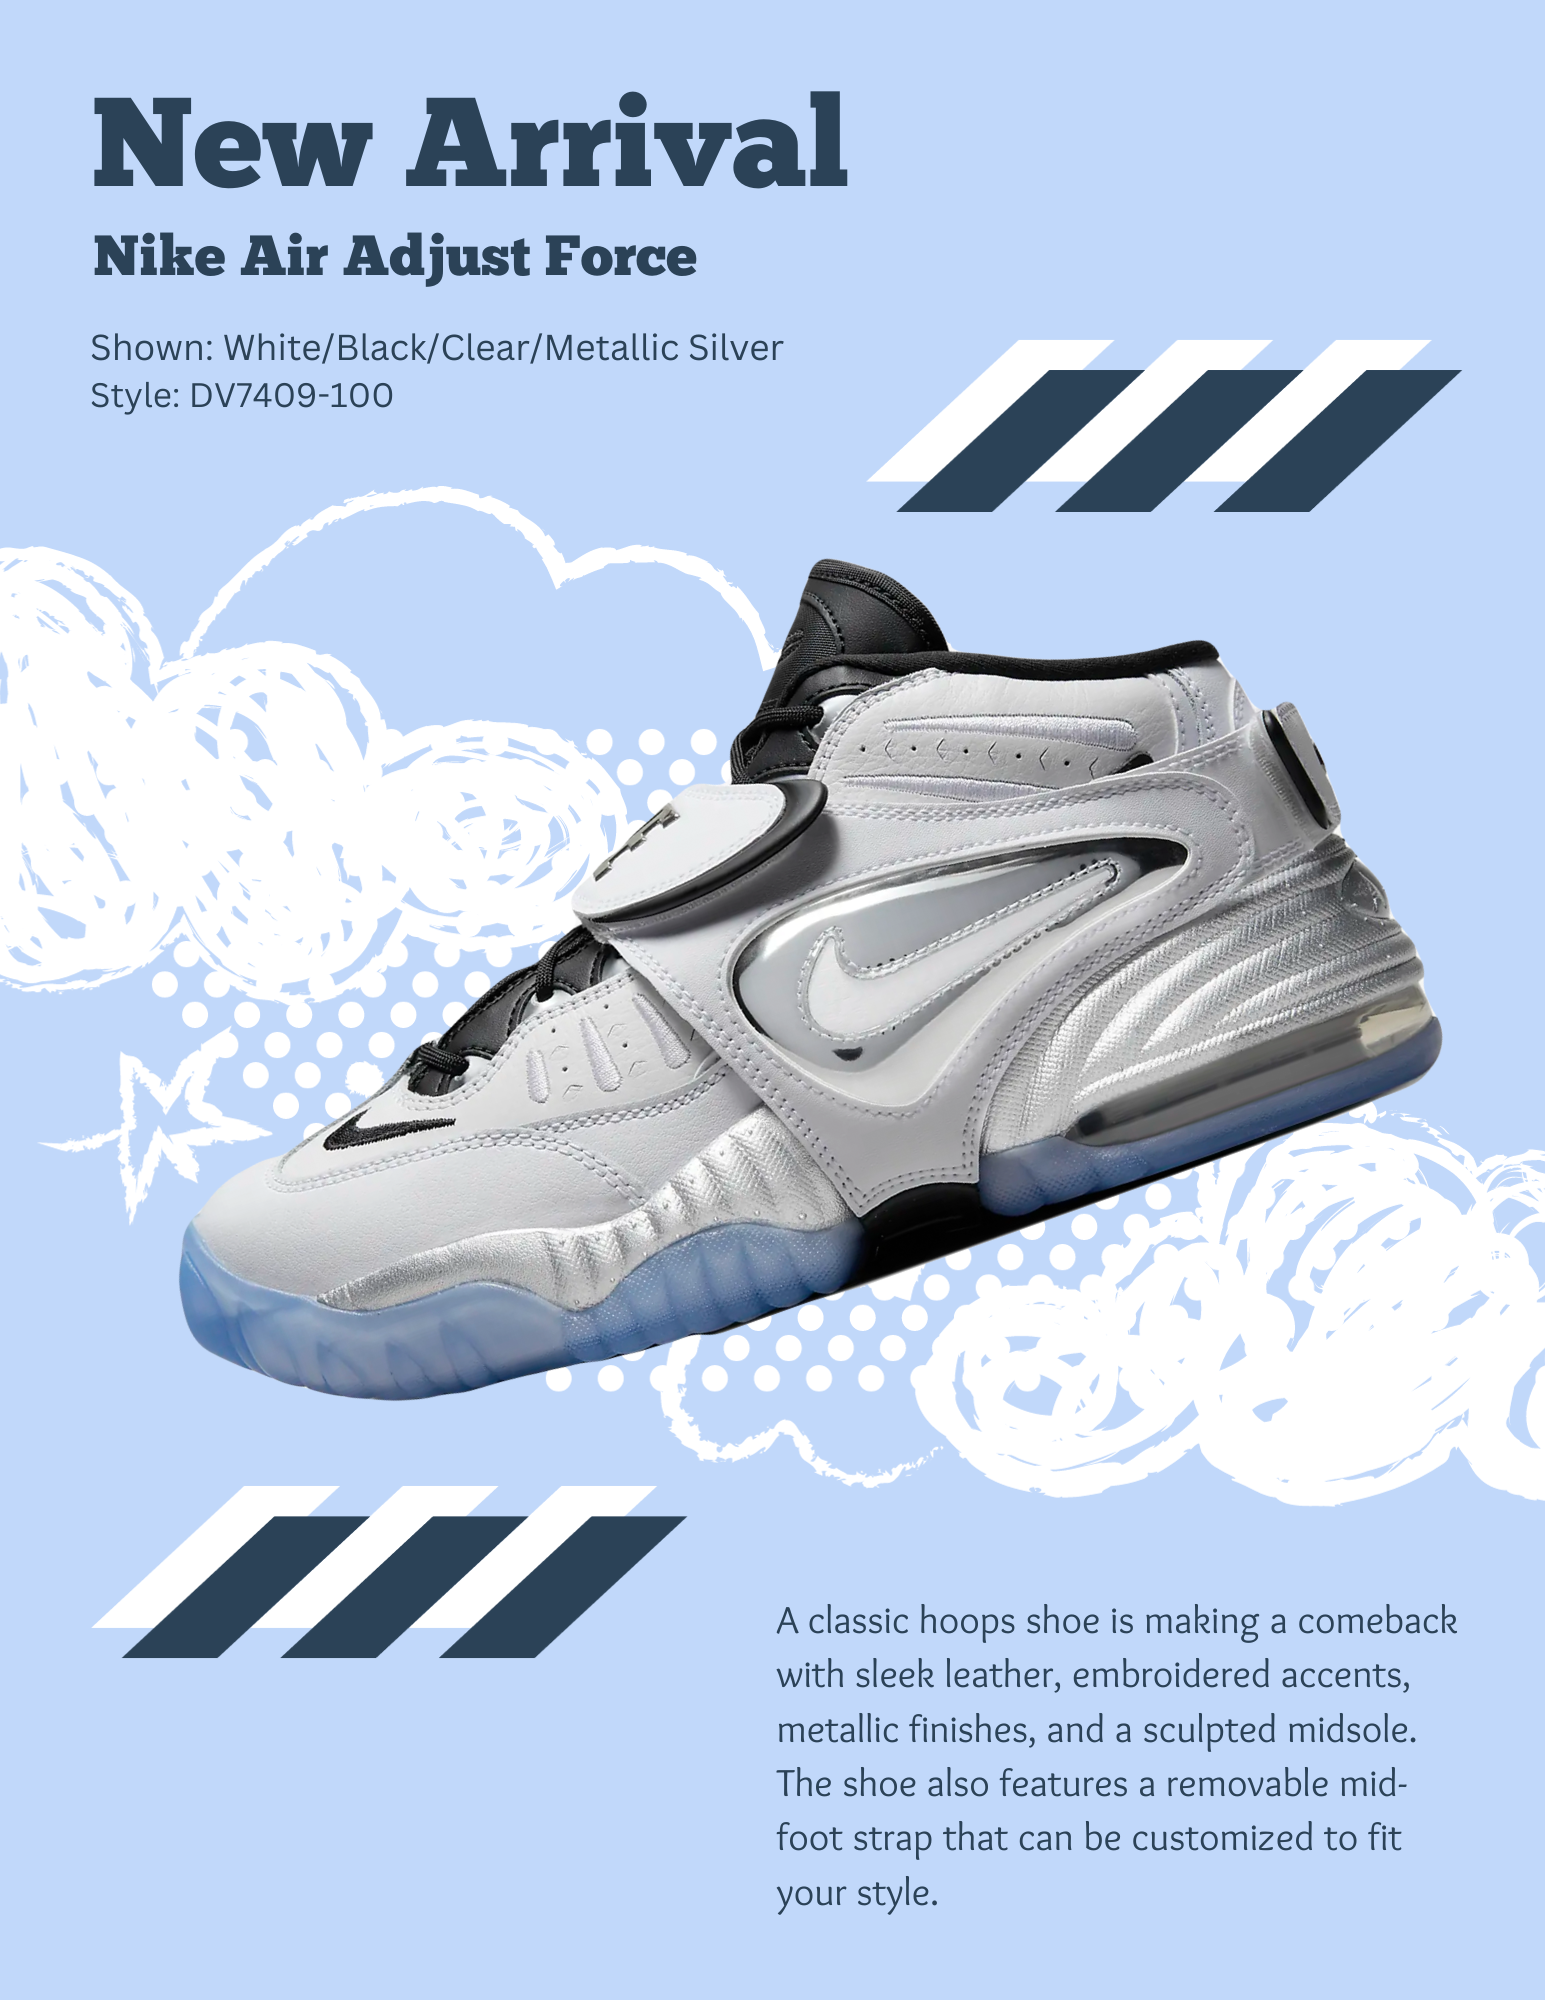 New Arrival
Nike Air Adjust Force
Shown: White/Black/Clear/Metallic Silver
Style: DV7409-100
A classic hoops shoe is making a comeback
with sleek leather, embroidered accents,
metallic finishes, and a sculpted midsole.
The shoe also features a removable mid-
foot strap that can be customized to fit
your style.